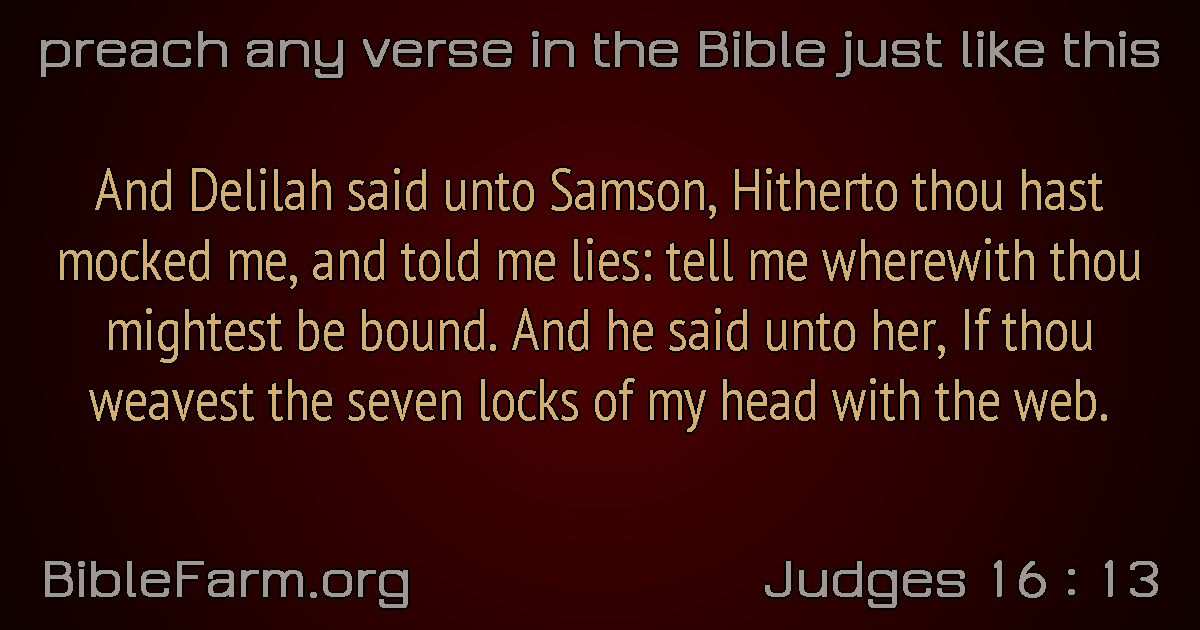 preach any verse in the Bible just like this
And Delilah said unto Samson, Hitherto thou hast
mocked me, and told me lies: tell me wherewith thou
mightest be bound. And he said unto her, If thou
weavest the seven locks of my head with the web.
BibleFarm.org
Judges 16 : 13